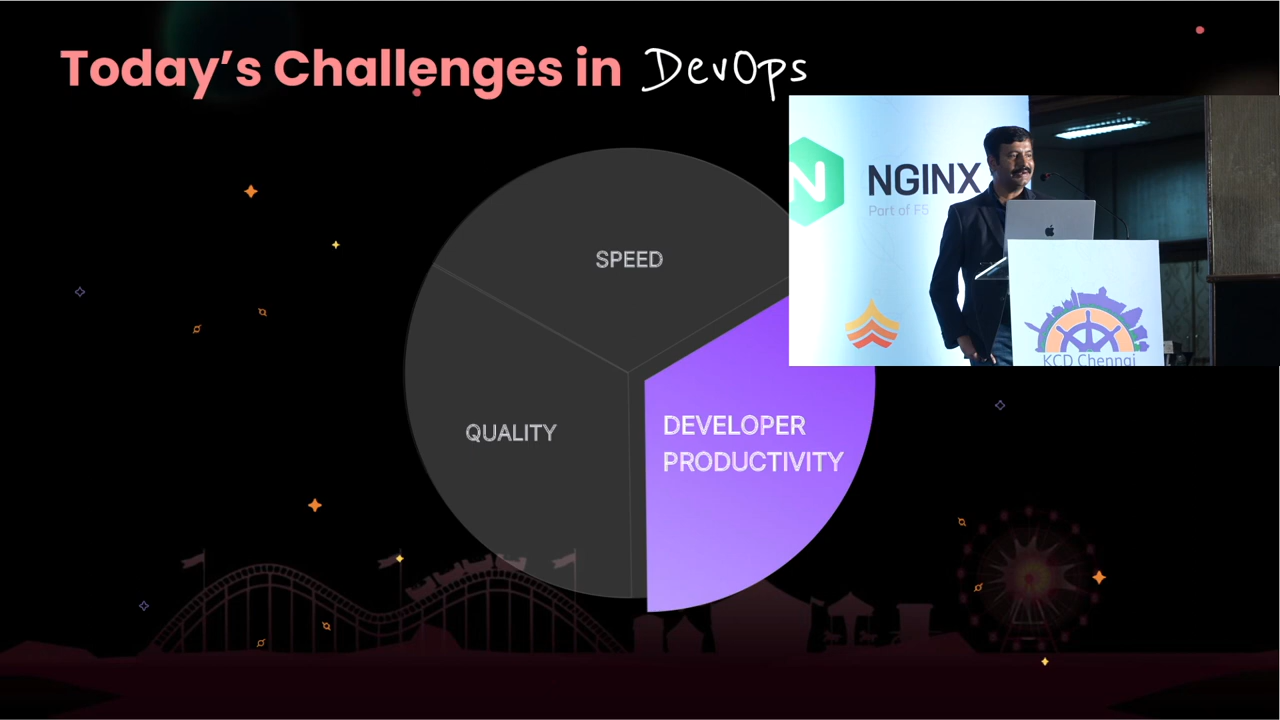 Today's Challenges in DevOps
SPEED
QUALITY
DEVELOPER
PRODUCTIVITY
N
NGINX
Part of F5
KCD Chennai